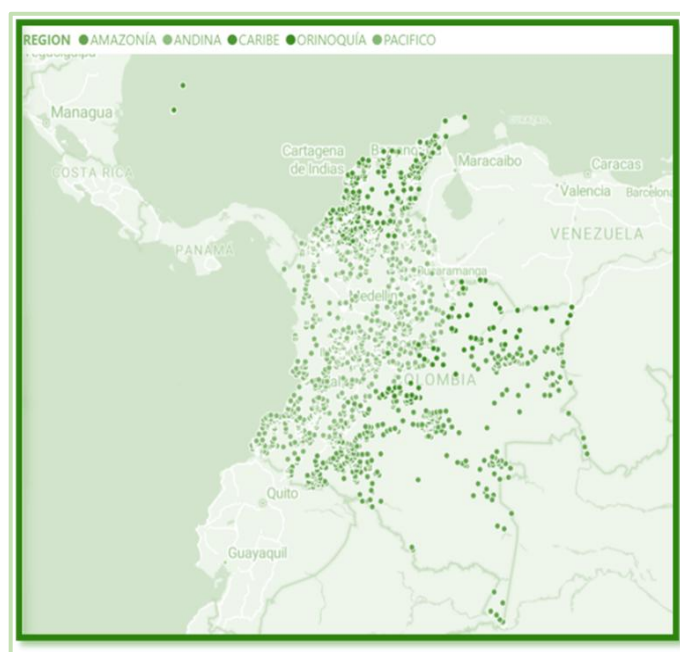 REGION AMAZONÍA ANDINA CARIBE ORINOQUÍA PACIFICO
Managua
Cartagena
de Indias
Maracaibo
Caracas
COSTA RICA
Valencia
Barcelona
VENEZUELA
PANAMÁ
Medellín
COLOMBIA
Quito
Guayaquil